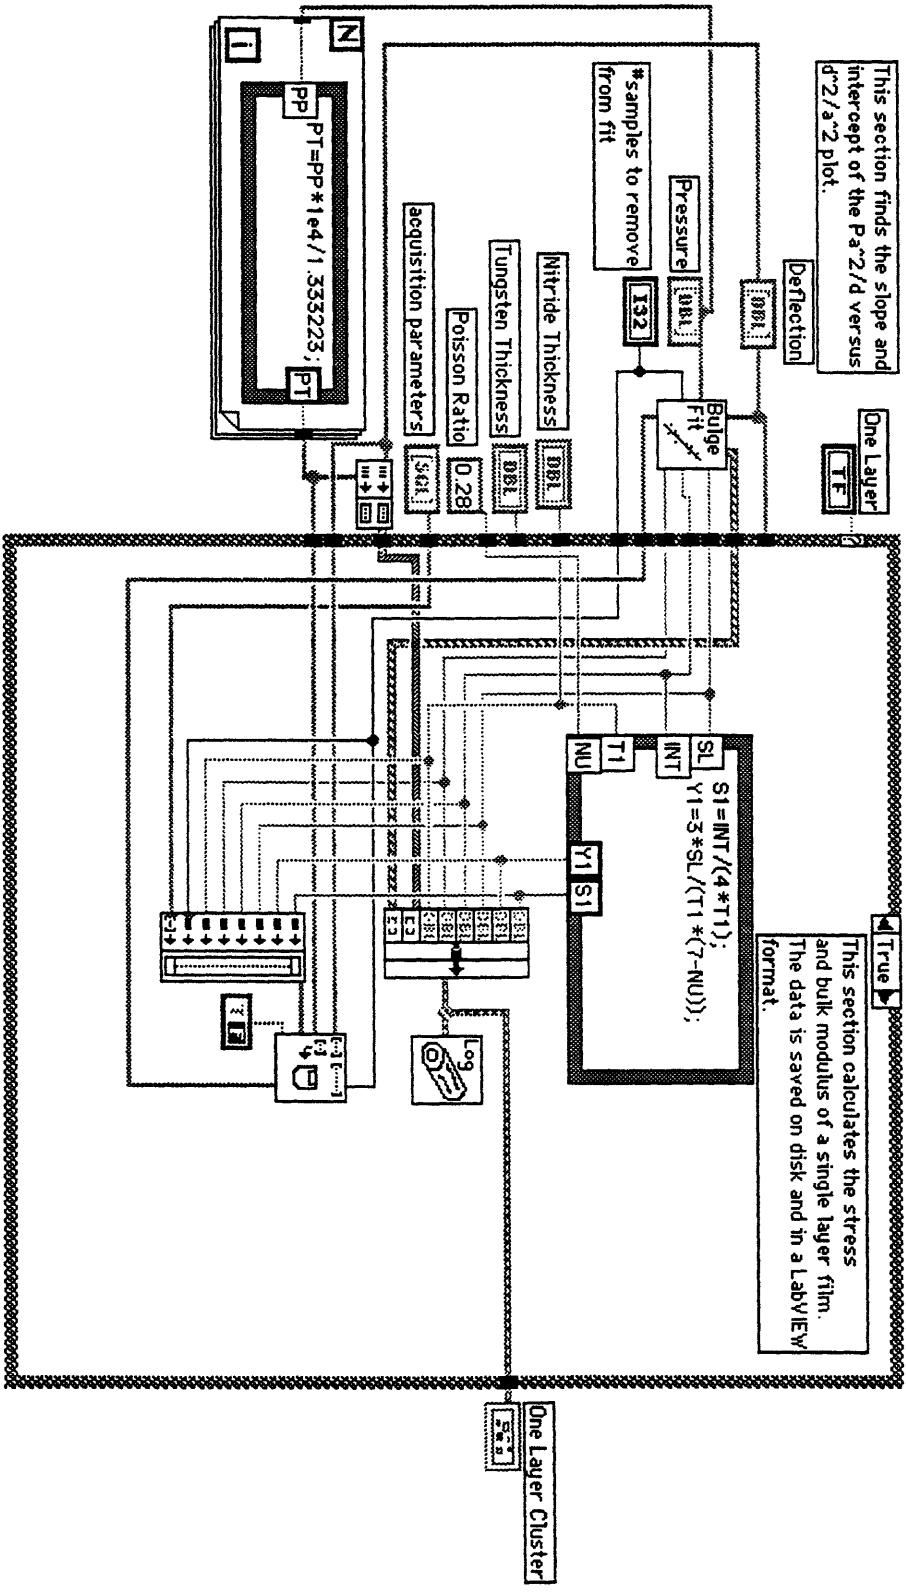 This section finds the slope and
intercept of the Pa^2/d versus
d^2/a^2 plot.
Deflection
[DBL]
Pressure
[DBL]
#samples to remove
from fit
I32
Bulge
Fit
One Layer
TF
Nitride Thickness
DBL
Tungsten Thickness
DBL
Poisson Ratio
0.28
acquisition parameters
[SGL]
N
i
PP
PT=PP*1e4/1.333223;
PT
True
This section calculates the stress
and bulk modulus of a single layer film.
The data is saved on disk and in a LabVIEW
format.
SL
INT
T1
NU
S1=INT/(4*T1);
Y1=3*SL/(T1*(7-NU));
Y1
S1
Log
One Layer Cluster